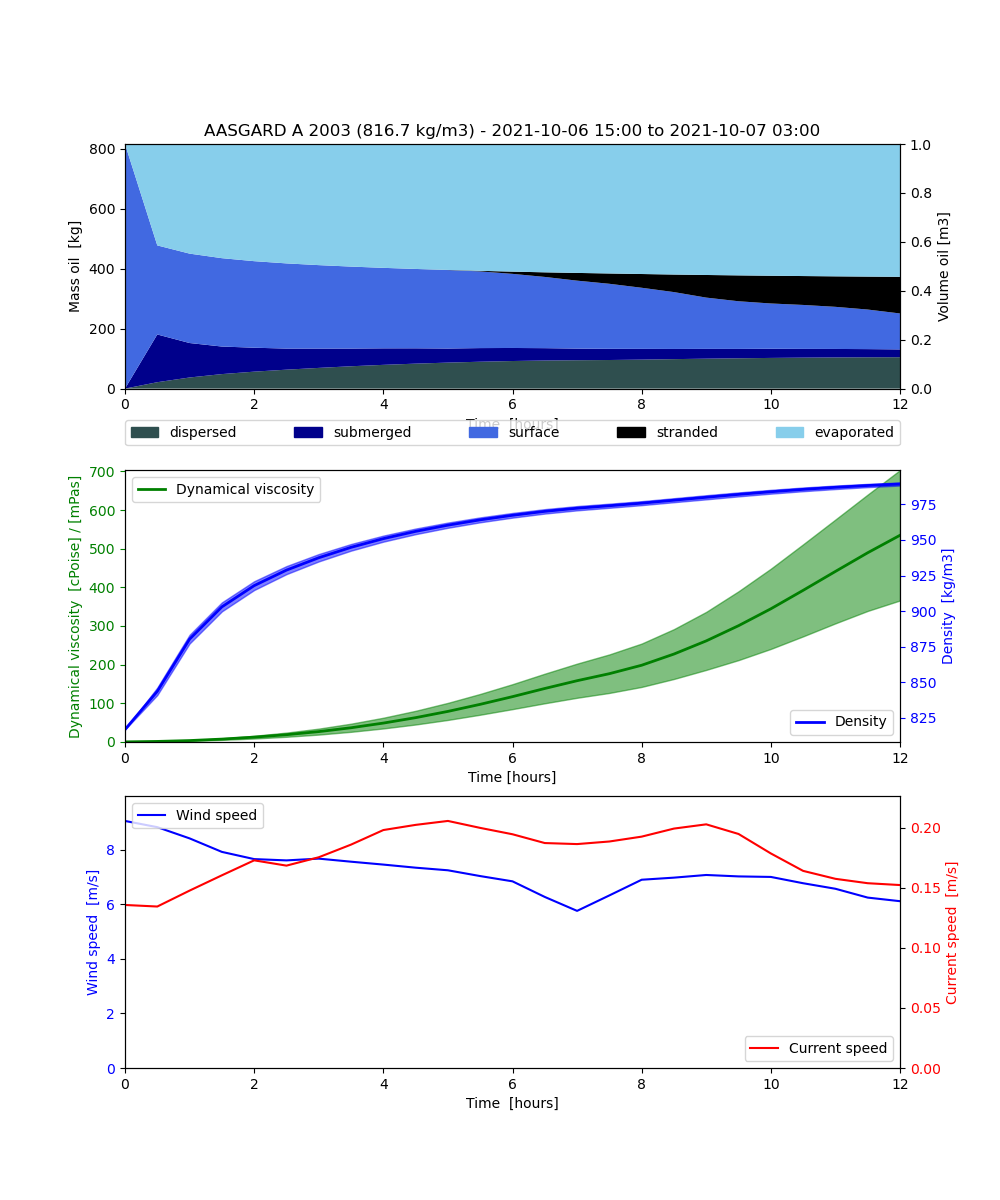 AASGARD A 2003 (816.7 kg/m3) - 2021-10-06 15:00 to 2021-10-07 03:00
800
600
400
200
0
Mass oil [kg]
1.0
0.8
0.6
0.4
0.2
0.0
Volume oil [m3]
0 2 4 6 8 10 12
Time [hours]
dispersed submerged surface stranded evaporated
700
600
500
400
300
200
100
0
Dynamical viscosity [cPoise] / [mPas]
Dynamical viscosity
975
950
925
900
875
850
825
Density [kg/m3]
Density
0 2 4 6 8 10 12
Time [hours]
Wind speed
8
6
4
2
0
Wind speed [m/s]
0.20
0.15
0.10
0.05
0.00
Current speed [m/s]
Current speed
0 2 4 6 8 10 12
Time [hours]